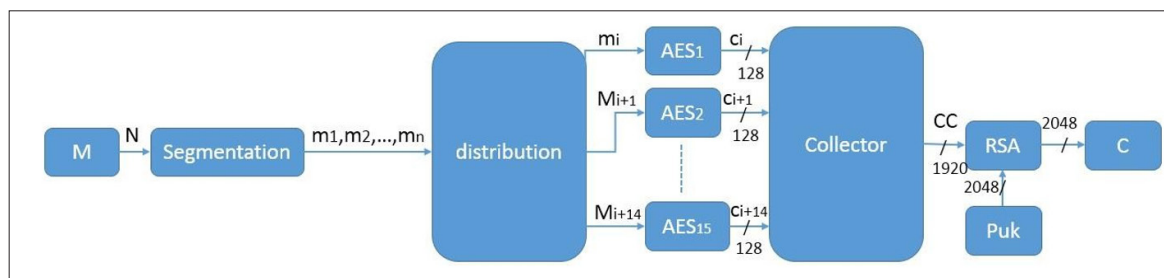 M
N
Segmentation
m1,m2,...,mn
distribution
mi
AES1
ci
128
Mi+1
AES2
ci+1
128
Mi+14
AES15
ci+14
128
Collector
CC
1920
RSA
2048
C
2048
Puk